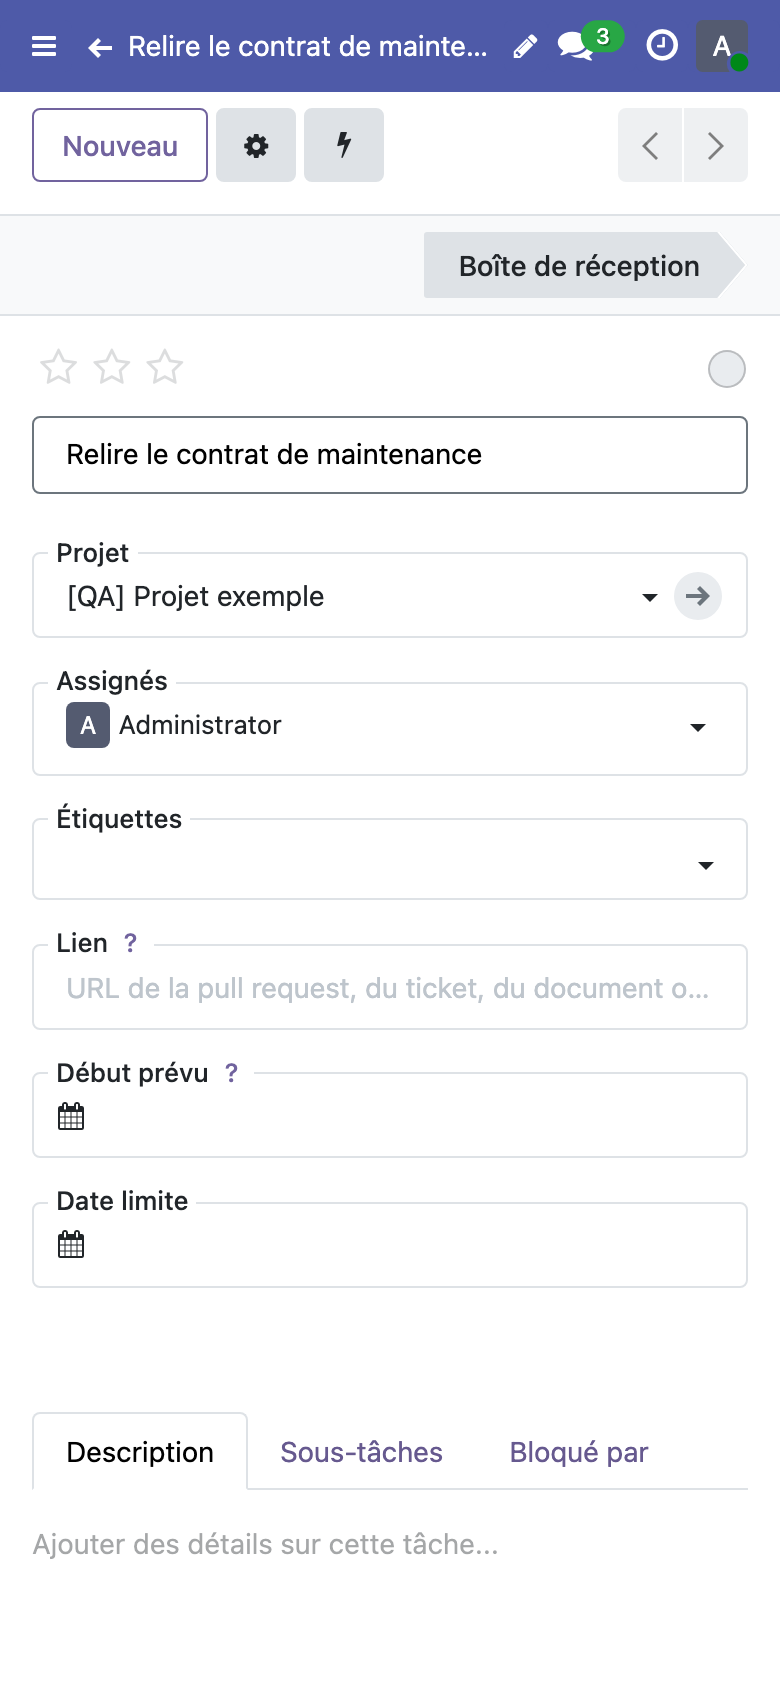 Relire le contrat de mainte...
3
A
Nouveau
Boîte de réception
Relire le contrat de maintenance
Projet
[QA] Projet exemple
Assignés
A Administrator
Étiquettes
Lien ?
URL de la pull request, du ticket, du document o...
Début prévu ?
Date limite
Description Sous-tâches Bloqué par
Ajouter des détails sur cette tâche...